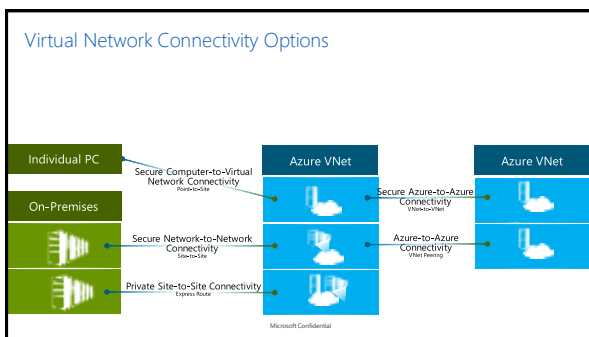 Virtual Network Connectivity Options
Individual PC
Azure VNet
Azure VNet
Secure Computer-to-Virtual
Network Connectivity
Point-to-Site
Secure Azure-to-Azure
Connectivity
VNet-to-VNet
On-Premises
Secure Network-to-Network
Connectivity
Site-to-Site
Azure-to-Azure
Connectivity
VNet Peering
Private Site-to-Site Connectivity
Express Route
Microsoft Confidential